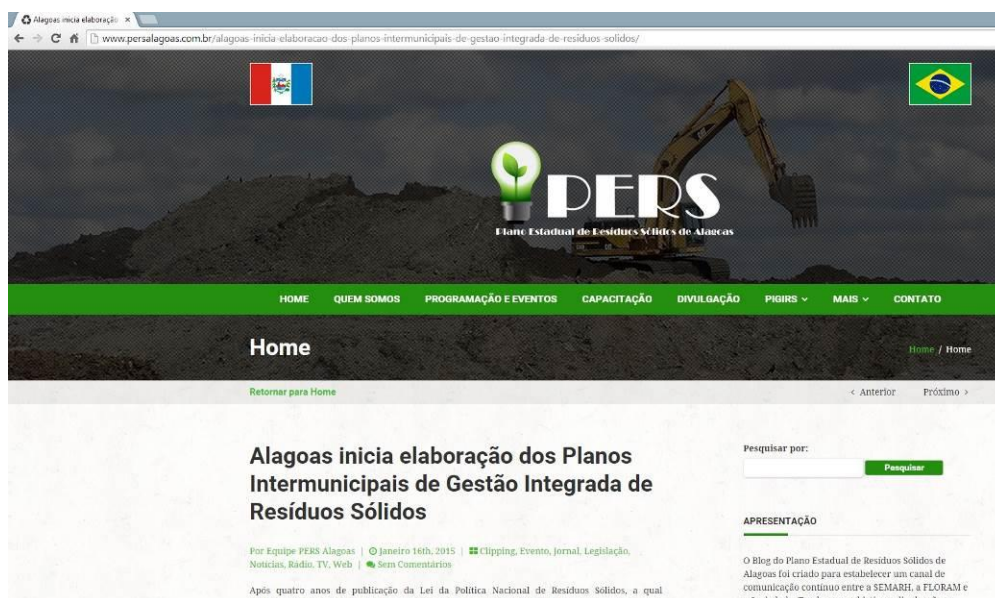 Alagoas inicia elaboração
www.persalagoas.com.br/alagoas-inicia-elaboracao-dos-planos-intermunicipais-de-gestao-integrada-de-residuos-solidos/
PERS
Plano Estadual de Resíduos Sólidos de Alagoas
HOME QUEM SOMOS PROGRAMAÇÃO E EVENTOS CAPACITAÇÃO DIVULGAÇÃO PIGIRS MAIS CONTATO
Home
Home / Home
Retornar para Home
< Anterior Próximo >
Alagoas inicia elaboração dos Planos
Intermunicipais de Gestão Integrada de
Resíduos Sólidos
Por Equipe PERS Alagoas | Janeiro 16th, 2015 | Clipping, Evento, Jornal, Legislação,
Notícias, Rádio, TV, Web | Sem Comentários
Após quatro anos de publicação da Lei da Política Nacional de Resíduos Sólidos, a qual
Pesquisar por:
Pesquisar
APRESENTAÇÃO
O Blog do Plano Estadual de Resíduos Sólidos de
Alagoas foi criado para estabelecer um canal de
comunicação contínuo entre a SEMARH, a FLORAM e